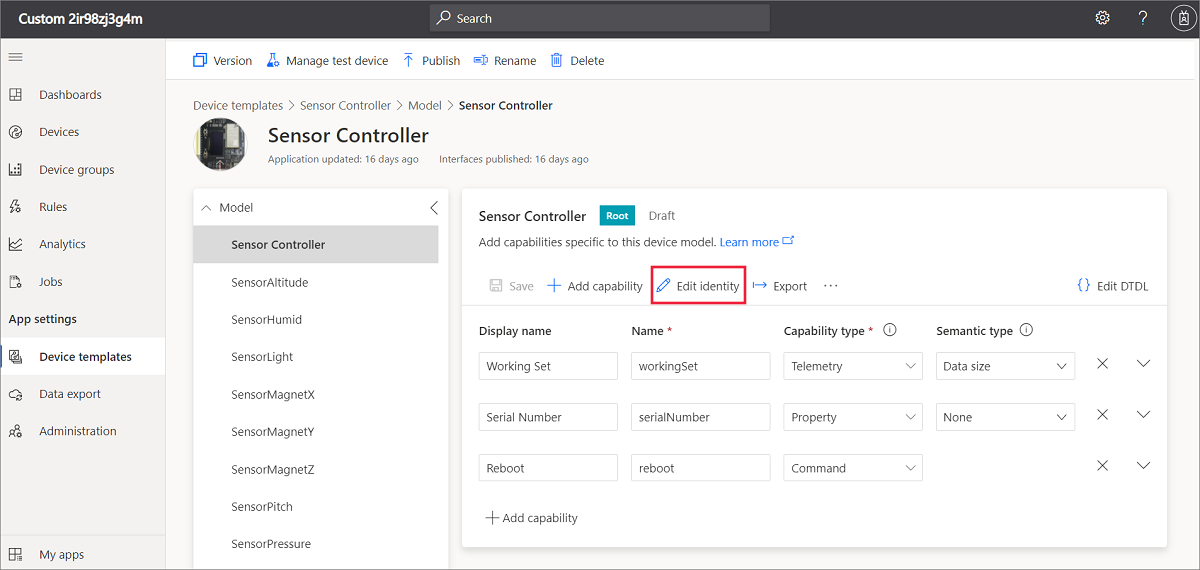 Custom 2ir98zj3g4m
Search
?
Version
Manage test device
Publish
Rename
Delete
Dashboards
Devices
Device groups
Rules
Analytics
Jobs
App settings
Device templates
Data export
Administration
My apps
Device templates > Sensor Controller > Model > Sensor Controller
Sensor Controller
Application updated: 16 days ago Interfaces published: 16 days ago
Model
Sensor Controller
SensorAltitude
SensorHumid
SensorLight
SensorMagnetX
SensorMagnetY
SensorMagnetZ
SensorPitch
SensorPressure
Sensor Controller Root Draft
Add capabilities specific to this device model. Learn more
Save + Add capability Edit identity Export ··· {} Edit DTDL
Display name Name * Capability type * Semantic type
Working Set workingSet Telemetry Data size
Serial Number serialNumber Property None
Reboot reboot Command
+ Add capability